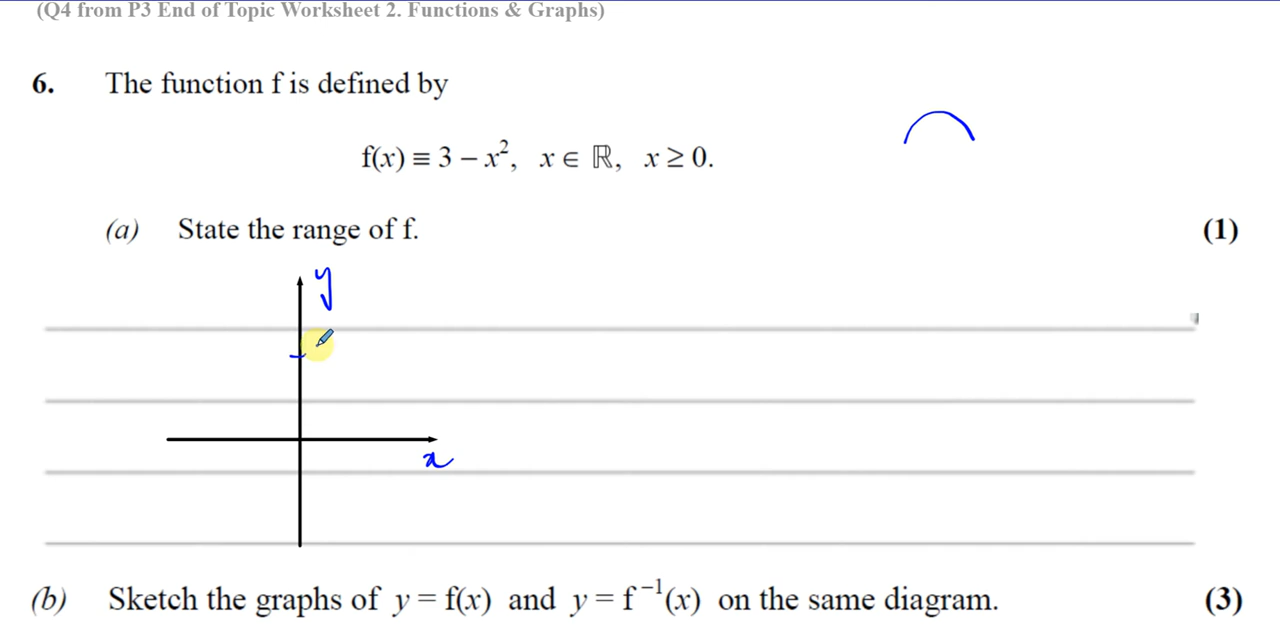 (Q4 from P3 End of Topic Worksheet 2. Functions & Graphs)
6. The function f is defined by
f(x) ≡ 3 – x², x ∈ ℝ, x ≥ 0.
(a) State the range of f. (1)
y
x
(b) Sketch the graphs of y = f(x) and y = f⁻¹(x) on the same diagram. (3)